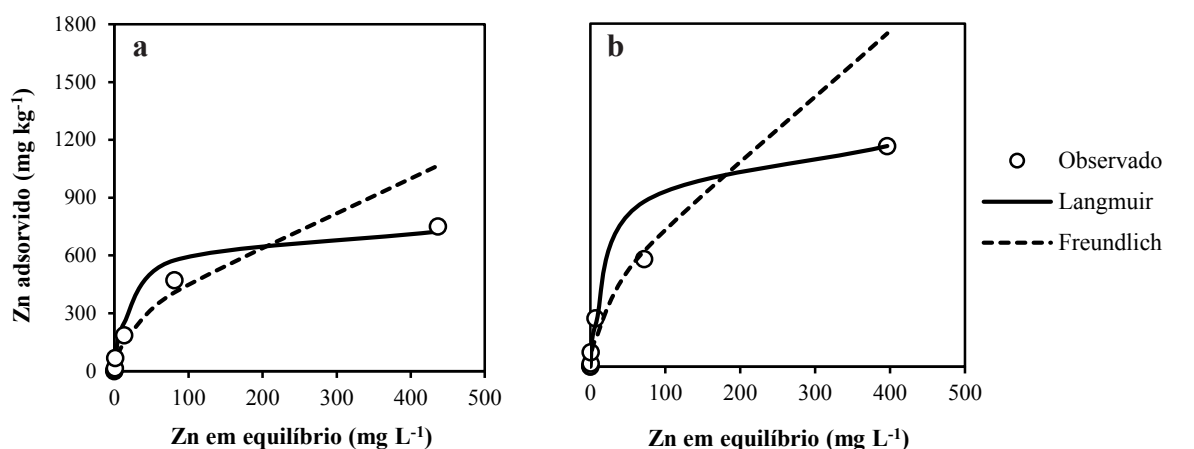 a
b
Zn adsorvido (mg kg⁻¹)
1800
1500
1200
900
600
300
0
0 100 200 300 400 500
Zn em equilíbrio (mg L⁻¹)
0 100 200 300 400 500
Zn em equilíbrio (mg L⁻¹)
Observado
Langmuir
Freundlich